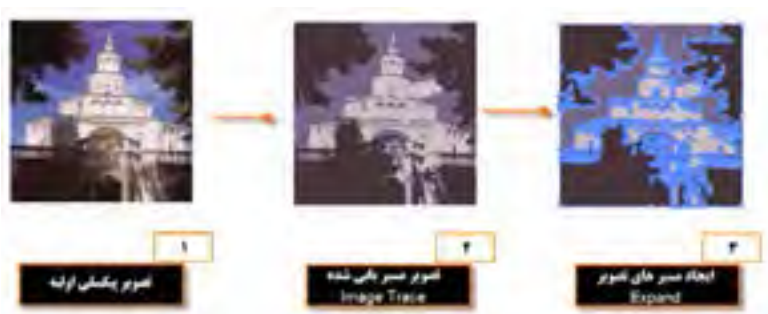 ۱
تصویر پیکسلی اولیه
۲
تصویر مسیر یابی شده
Image Trace
۳
ایجاد مسیر های تصویر
Expand